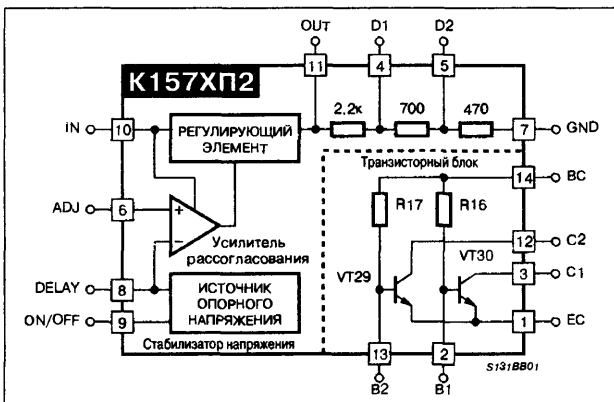 OUT D1 D2
11 4 5
К157ХП2
2,2к 700 470
IN 10 РЕГУЛИРУЮЩИЙ ЭЛЕМЕНТ 7 GND
Транзисторный блок
14 BC
R17 R16
ADJ 6 + −
Усилитель рассогласования
12 C2
VT29 VT30
3 C1
DELAY 8 ИСТОЧНИК ОПОРНОГО НАПРЯЖЕНИЯ
ON/OFF 9
1 EC
Стабилизатор напряжения
13 2
S131BB01
B2 B1